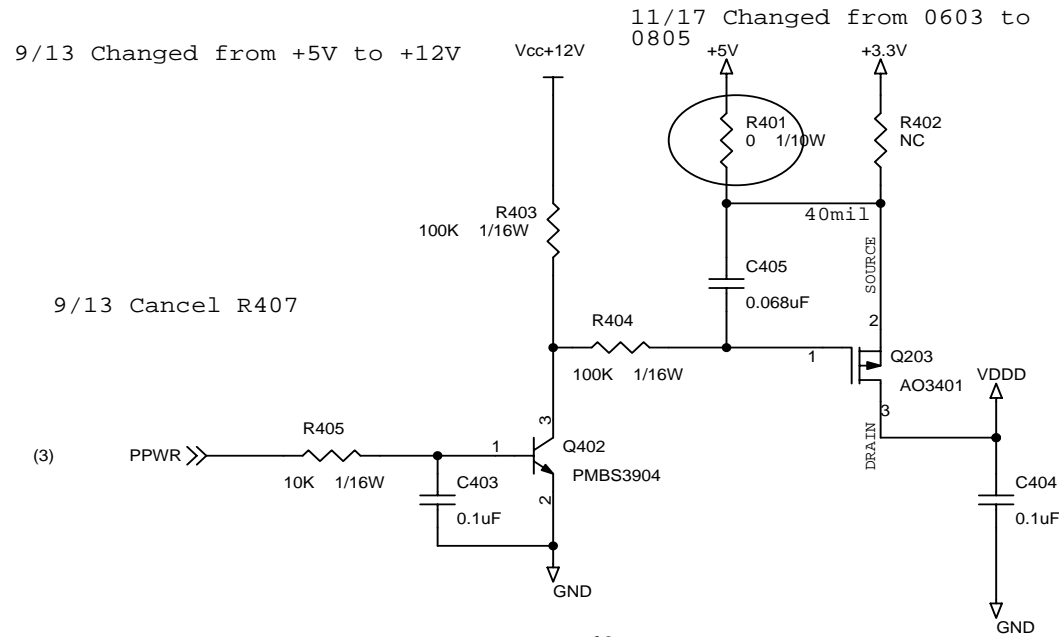 11/17 Changed from 0603 to
0805
9/13 Changed from +5V to +12V
Vcc+12V
+5V
+3.3V
R401
0 1/10W
R402
NC
R403
100K 1/16W
40mil
SOURCE
C405
0.068uF
9/13 Cancel R407
R404
100K 1/16W
2
1
Q203
AO3401
VDDD
3
DRAIN
R405
10K 1/16W
(3)
PPWR
1
3
Q402
PMBS3904
2
C403
0.1uF
C404
0.1uF
GND
GND